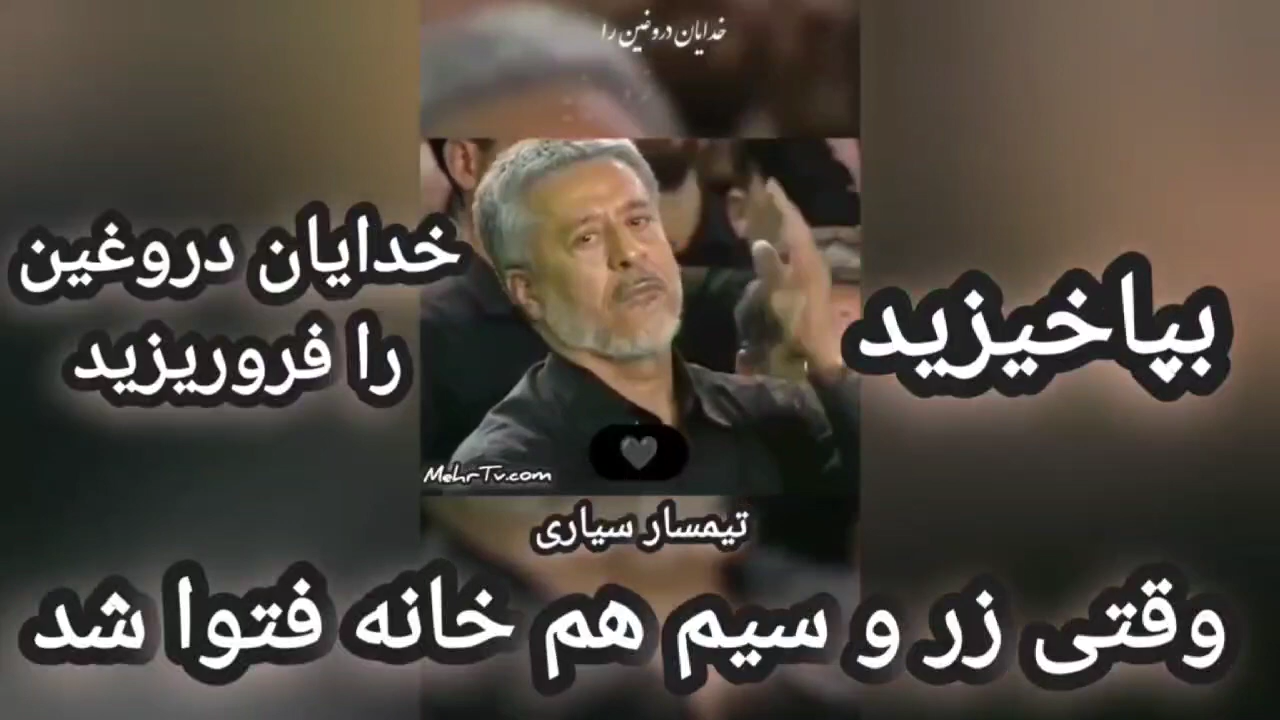 خدایان دروغین را
بپاخیزید
خدایان دروغین
را فروریزید
MehrTv.com
تیمسار سیاری
وقتی زر و سیم هم خانه فتوا شد